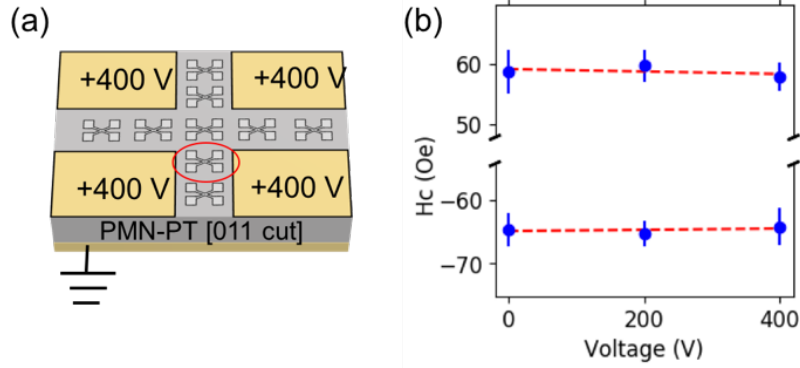 (a)
+400 V +400 V
+400 V +400 V
PMN-PT [011 cut]
(b)
Hc (Oe)
60
50
−60
−70
0 200 400
Voltage (V)